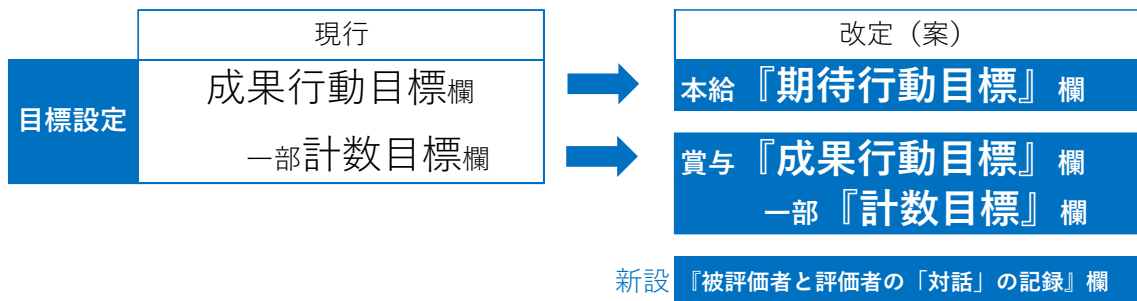 現行
目標設定
成果行動目標欄
一部計数目標欄
改定（案）
本給『期待行動目標』欄
賞与『成果行動目標』欄
一部『計数目標』欄
新設『被評価者と評価者の「対話」の記録』欄